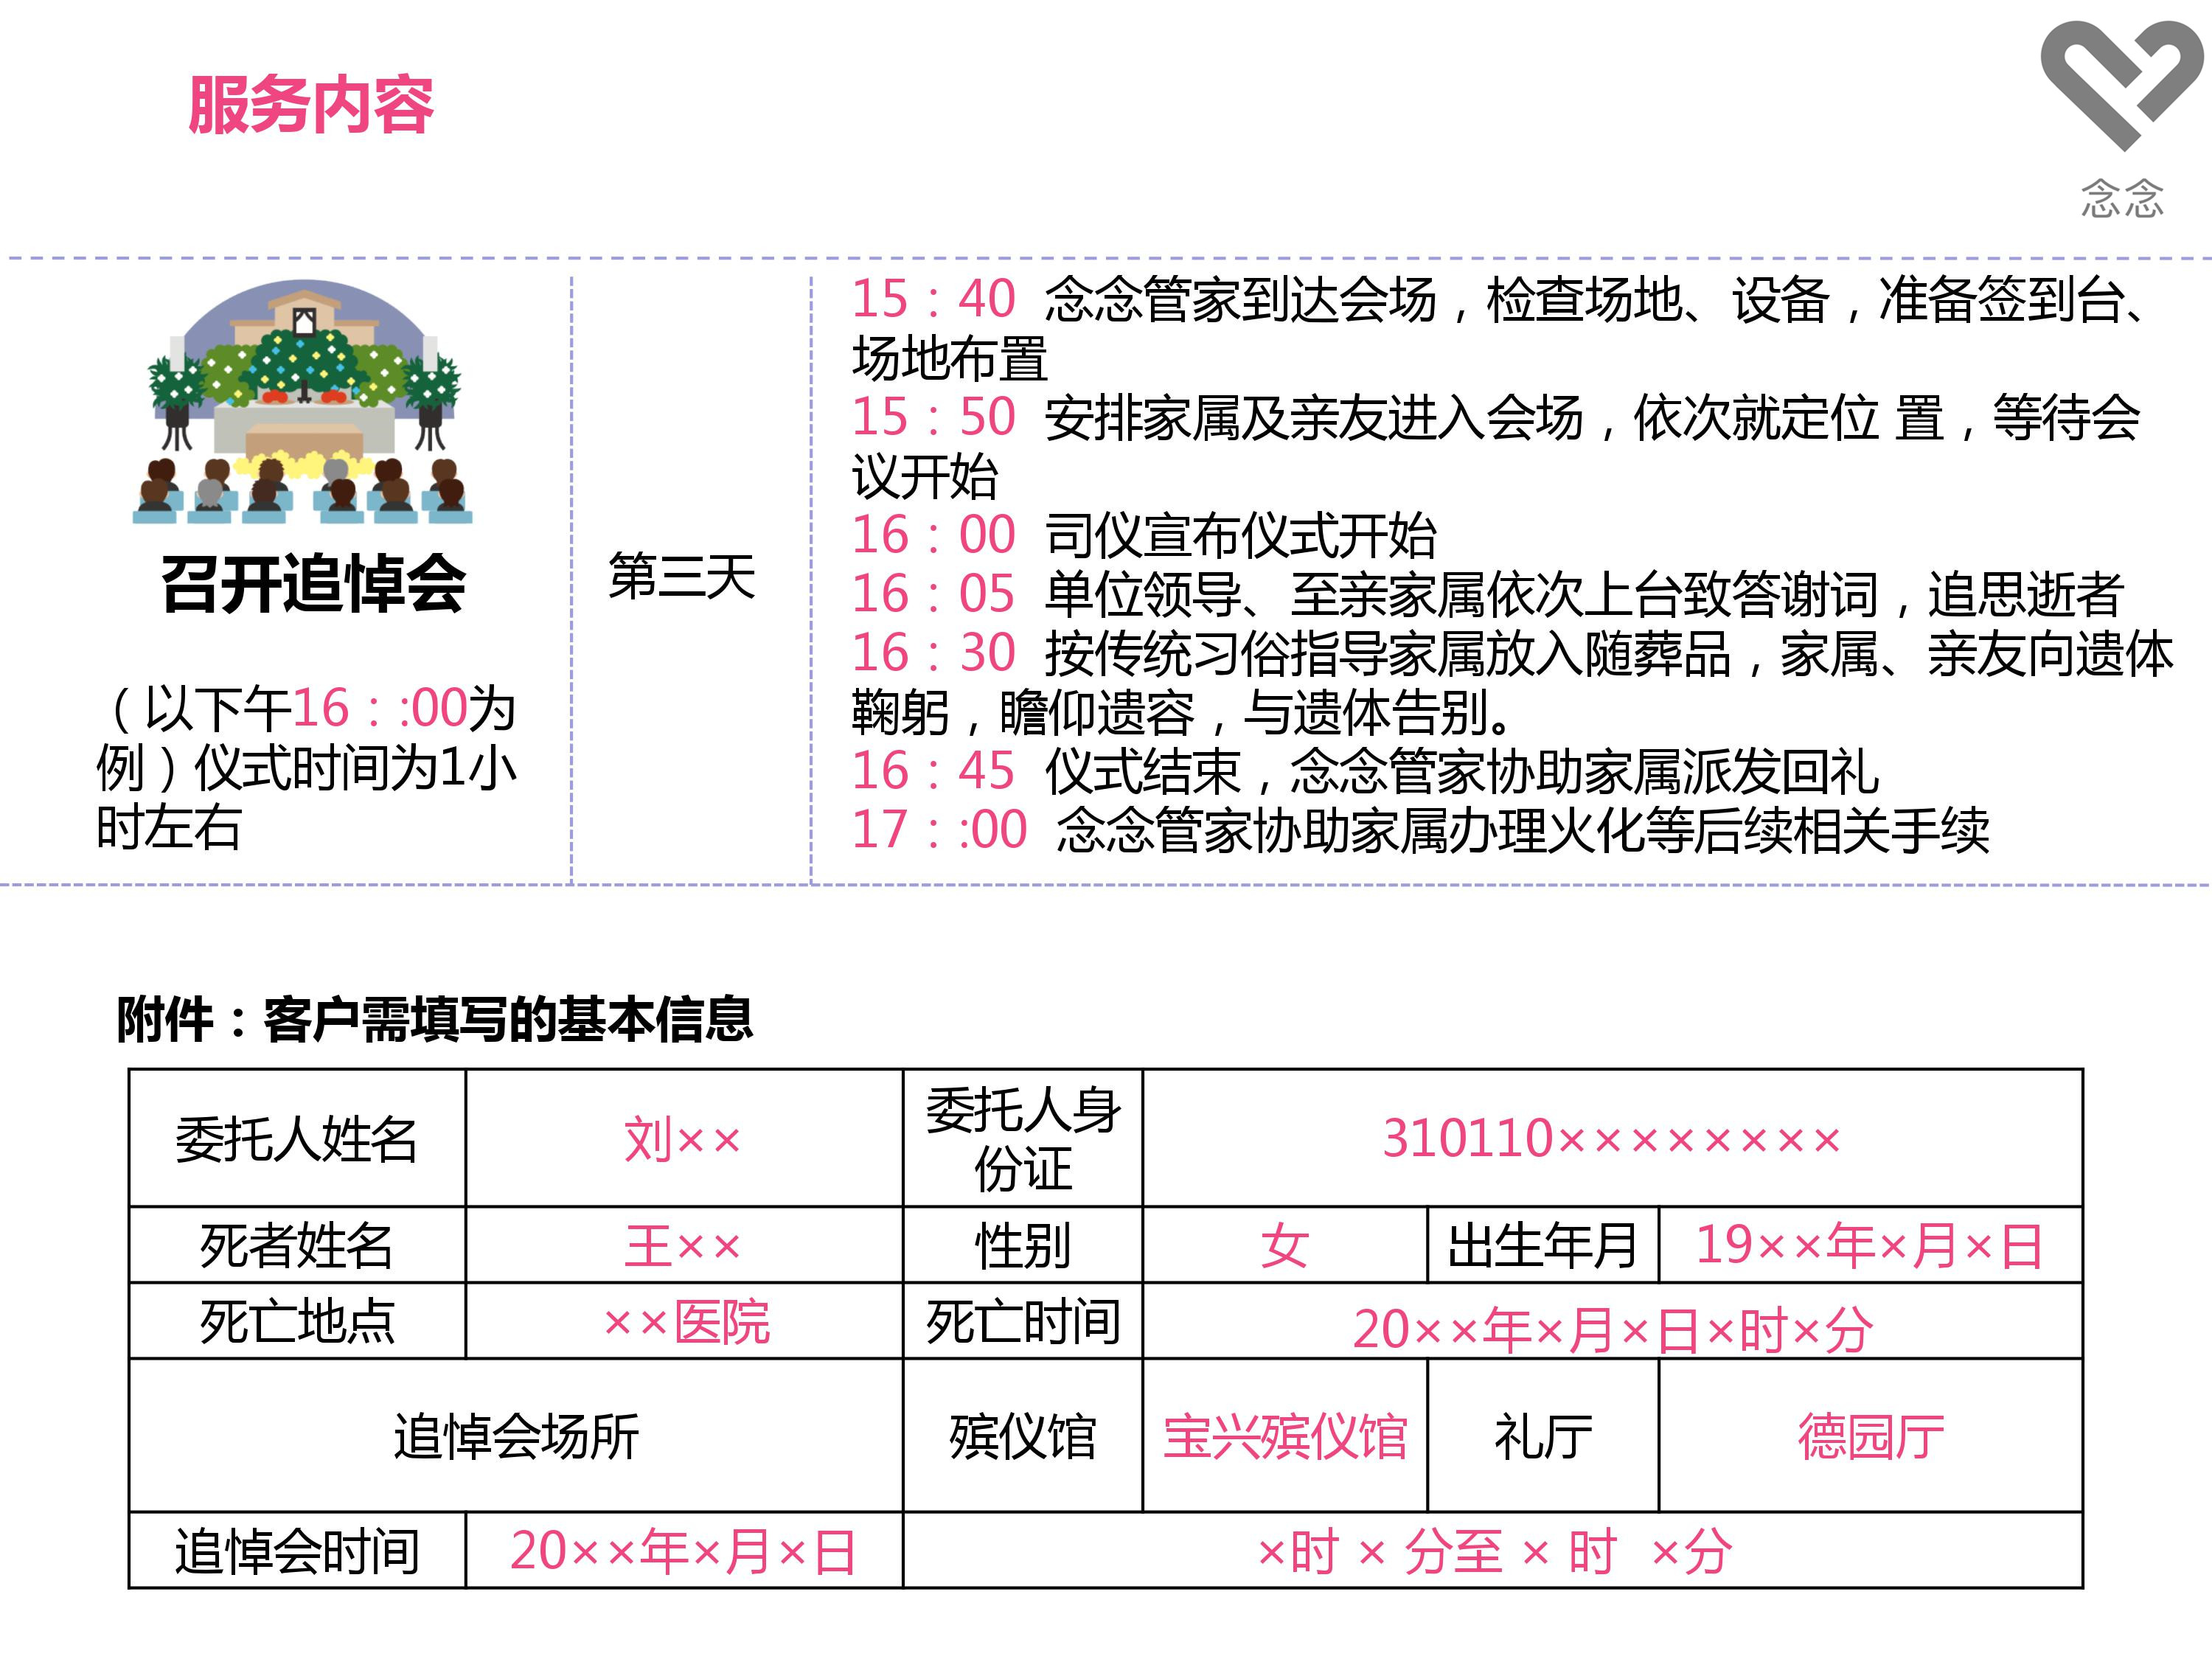 服务内容
念念
召开追悼会
（以下午16：:00为
例）仪式时间为1小
时左右
第三天
15：40 念念管家到达会场，检查场地、设备，准备签到台、
场地布置
15：50 安排家属及亲友进入会场，依次就定位 置，等待会
议开始
16：00 司仪宣布仪式开始
16：05 单位领导、至亲家属依次上台致答谢词，追思逝者
16：30 按传统习俗指导家属放入随葬品，家属、亲友向遗体
鞠躬，瞻仰遗容，与遗体告别。
16：45 仪式结束，念念管家协助家属派发回礼
17：:00 念念管家协助家属办理火化等后续相关手续
附件：客户需填写的基本信息
委托人姓名 刘×× 委托人身
份证 310110××××××××
死者姓名 王×× 性别 女 出生年月 19××年×月×日
死亡地点 ××医院 死亡时间 20××年×月×日×时×分
追悼会场所 殡仪馆 宝兴殡仪馆 礼厅 德园厅
追悼会时间 20××年×月×日 ×时 × 分至 × 时 ×分